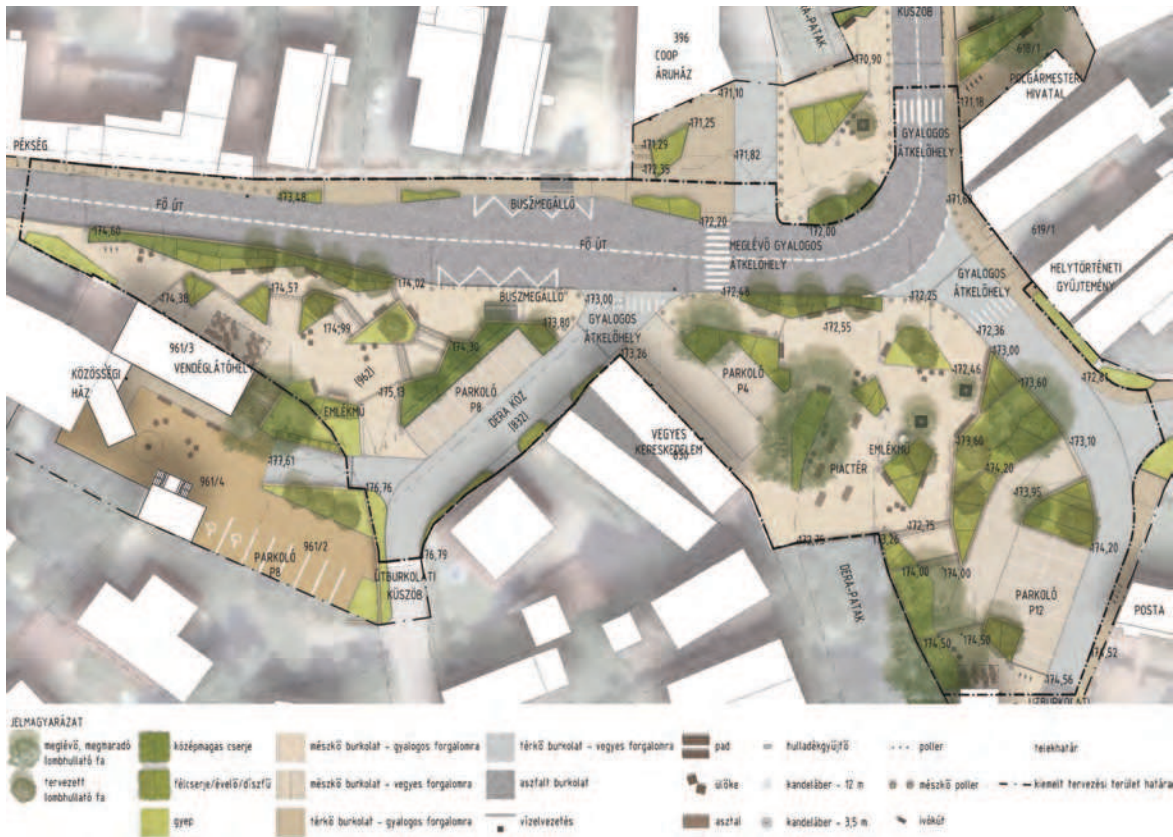 KÜSZÖB
DERA-PATAK
396
COOP
ÁRUHÁZ
170,90
618/1
POLGÁRMESTERI
HIVATAL
171,10
171,25
171,18
GYALOGOS
ÁTKELŐHELY
171,29
172,35
171,82
PÉKSÉG
173,48
FŐ ÚT
BUSZMEGÁLLÓ
172,20
172,00
619/1
174,60
FŐ ÚT
MEGLÉVŐ GYALOGOS
ÁTKELŐHELY
GYALOGOS
ÁTKELŐHELY
HELYTÖRTÉNETI
GYŰJTEMÉNY
174,02
174,38
174,57
BUSZMEGÁLLÓ
173,00
172,48
172,25
GYALOGOS
ÁTKELŐHELY
173,80
174,99
172,55
172,36
173,00
961/3
VENDÉGLÁTÓHELY
174,30
173,26
KÖZÖSSÉGI
HÁZ
(962)
175,13
PARKOLÓ
P8
PARKOLÓ
P4
172,46
172,81
173,60
EMLÉKMŰ
DERA KÖZ
(832)
VEGYES
KERESKEDELEM
830
EMLÉKMŰ
PIACTÉR
173,60
173,10
174,20
177,61
176,76
961/4
173,95
172,75
173,26
174,20
961/2
PARKOLÓ
P8
176,79
ÚTBURKOLATI
KÜSZÖB
DERA-PATAK
174,00
174,00
PARKOLÓ
P12
POSTA
174,50
174,50
174,52
174,56
ÚTBURKOLATI
JELMAGYARÁZAT
meglévő, megmaradó
lombhullató fa
tervezett
lombhullató fa
középmagas cserje
félcserje/évelő/díszfű
gyep
mészkő burkolat - gyalogos forgalomra
mészkő burkolat - vegyes forgalomra
térkő burkolat - gyalogos forgalomra
térkő burkolat - vegyes forgalomra
aszfalt burkolat
vízelvezetés
pad
ülőke
asztal
hulladékgyűjtő
kandeláber - 12 m
kandeláber - 3,5 m
poller
mészkő poller
ivókút
telekhatár
kiemelt tervezési terület határa